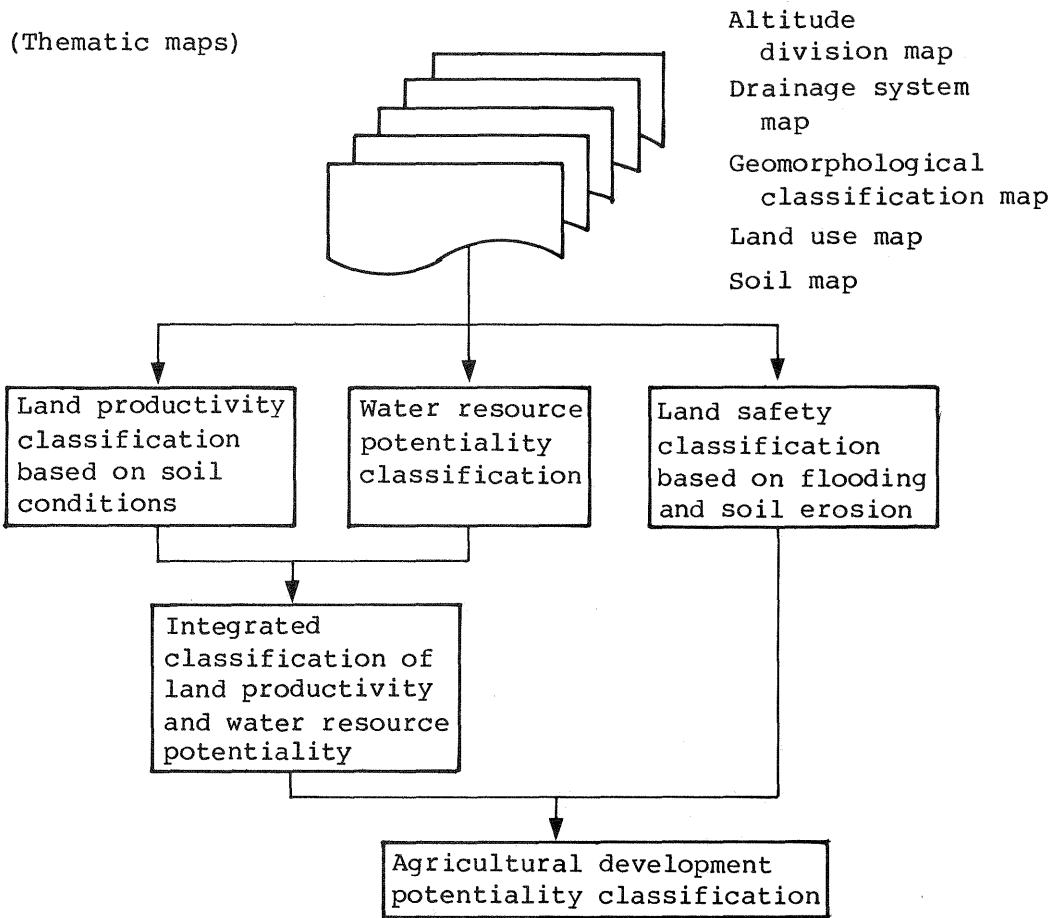 (Thematic maps)
Altitude
division map
Drainage system
map
Geomorphological
classification map
Land use map
Soil map
Land productivity
classification
based on soil
conditions
Water resource
potentiality
classification
Land safety
classification
based on flooding
and soil erosion
Integrated
classification of
land productivity
and water resource
potentiality
Agricultural development
potentiality classification